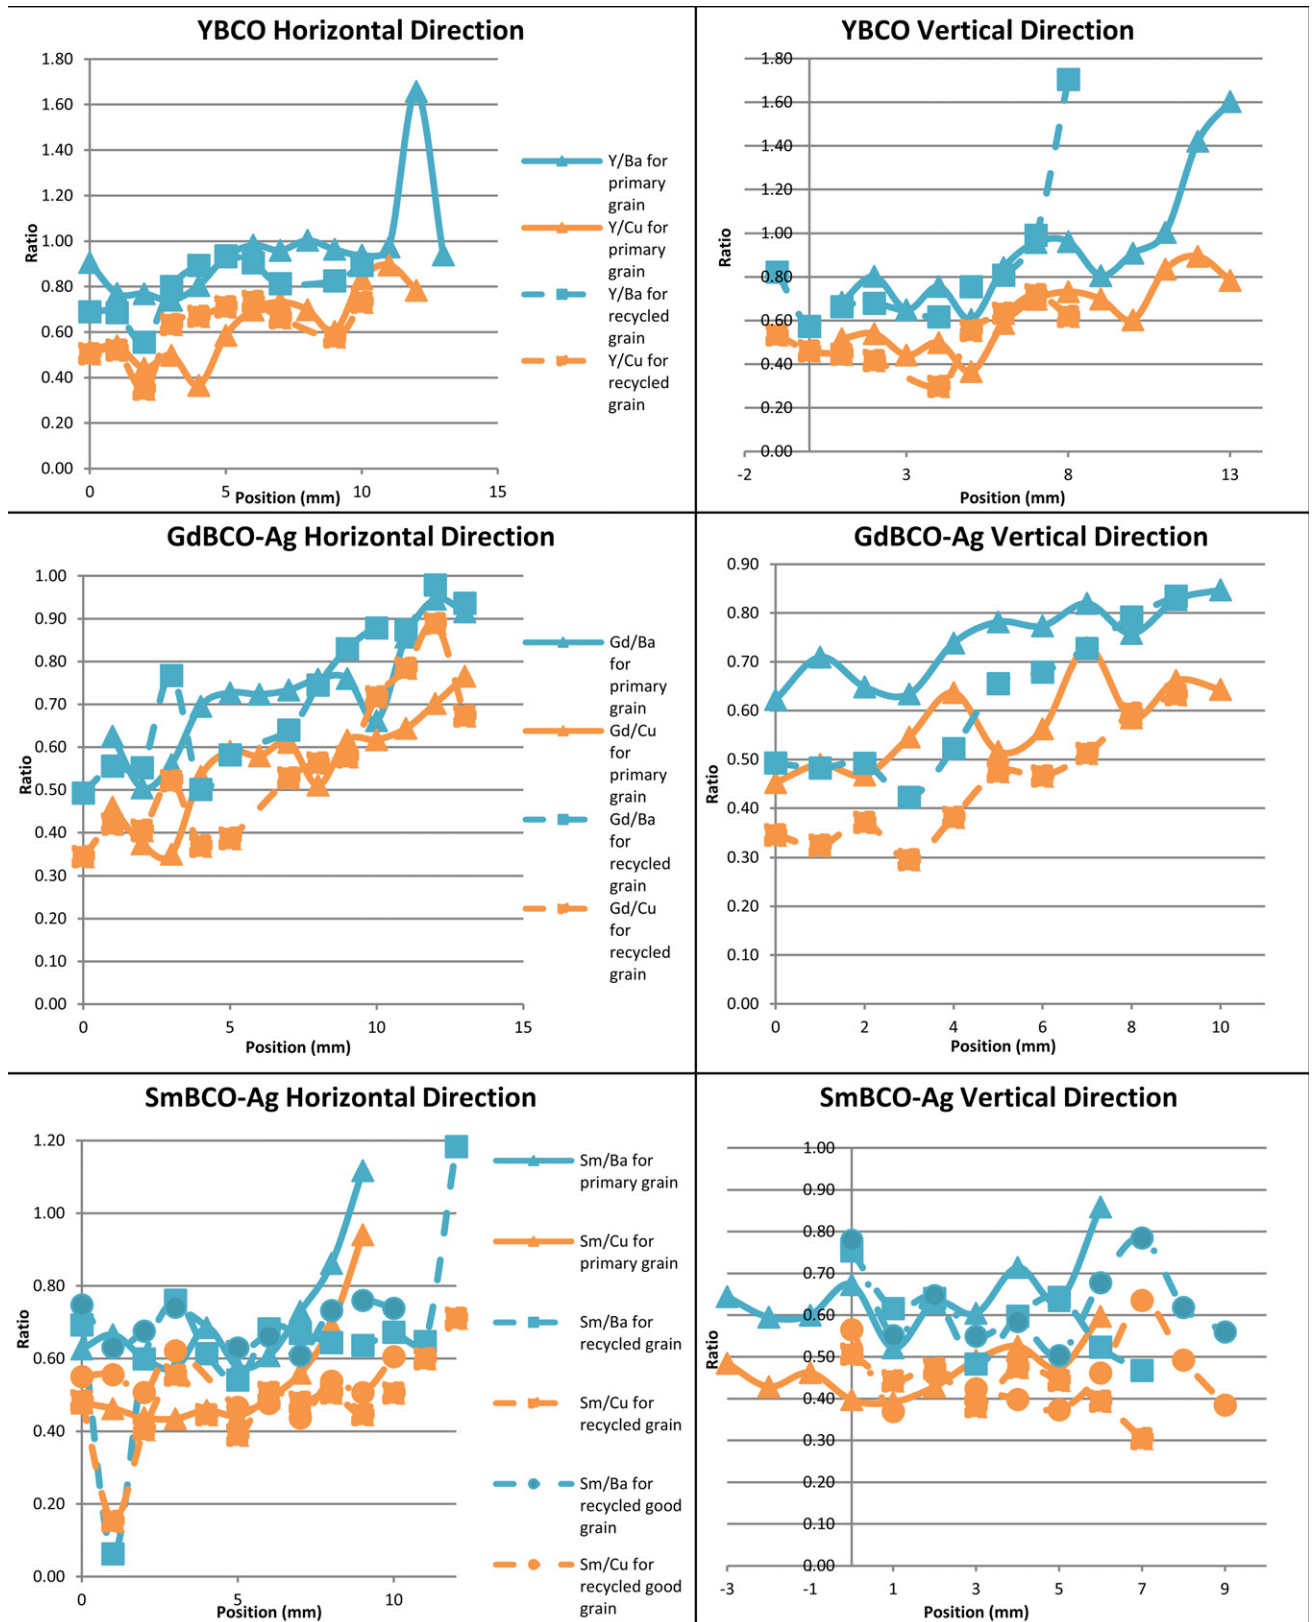 YBCO Horizontal Direction
1.80
1.60
1.40
1.20
1.00
0.80
0.60
0.40
0.20
0.00
Ratio
0
5
10
15
Position (mm)
Y/Ba for
primary
grain
Y/Cu for
primary
grain
Y/Ba for
recycled
grain
Y/Cu for
recycled
grain
YBCO Vertical Direction
1.80
1.60
1.40
1.20
1.00
0.80
0.60
0.40
0.20
0.00
Ratio
-2
3
8
13
Position (mm)
GdBCO-Ag Horizontal Direction
1.00
0.90
0.80
0.70
0.60
0.50
0.40
0.30
0.20
0.10
0.00
Ratio
0
5
10
15
Position (mm)
Gd/Ba
for
primary
grain
Gd/Cu
for
primary
grain
Gd/Ba
for
recycled
grain
Gd/Cu
for
recycled
grain
GdBCO-Ag Vertical Direction
0.90
0.80
0.70
0.60
0.50
0.40
0.30
0.20
0.10
0.00
Ratio
0
2
4
6
8
10
Position (mm)
SmBCO-Ag Horizontal Direction
1.20
1.00
0.80
0.60
0.40
0.20
0.00
Ratio
0
5
10
Position (mm)
Sm/Ba for
primary grain
Sm/Cu for
primary grain
Sm/Ba for
recycled grain
Sm/Cu for
recycled grain
Sm/Ba for
recycled good
grain
Sm/Cu for
recycled good
grain
SmBCO-Ag Vertical Direction
1.00
0.90
0.80
0.70
0.60
0.50
0.40
0.30
0.20
0.10
0.00
Ratio
-3
-1
1
3
5
7
9
Position (mm)